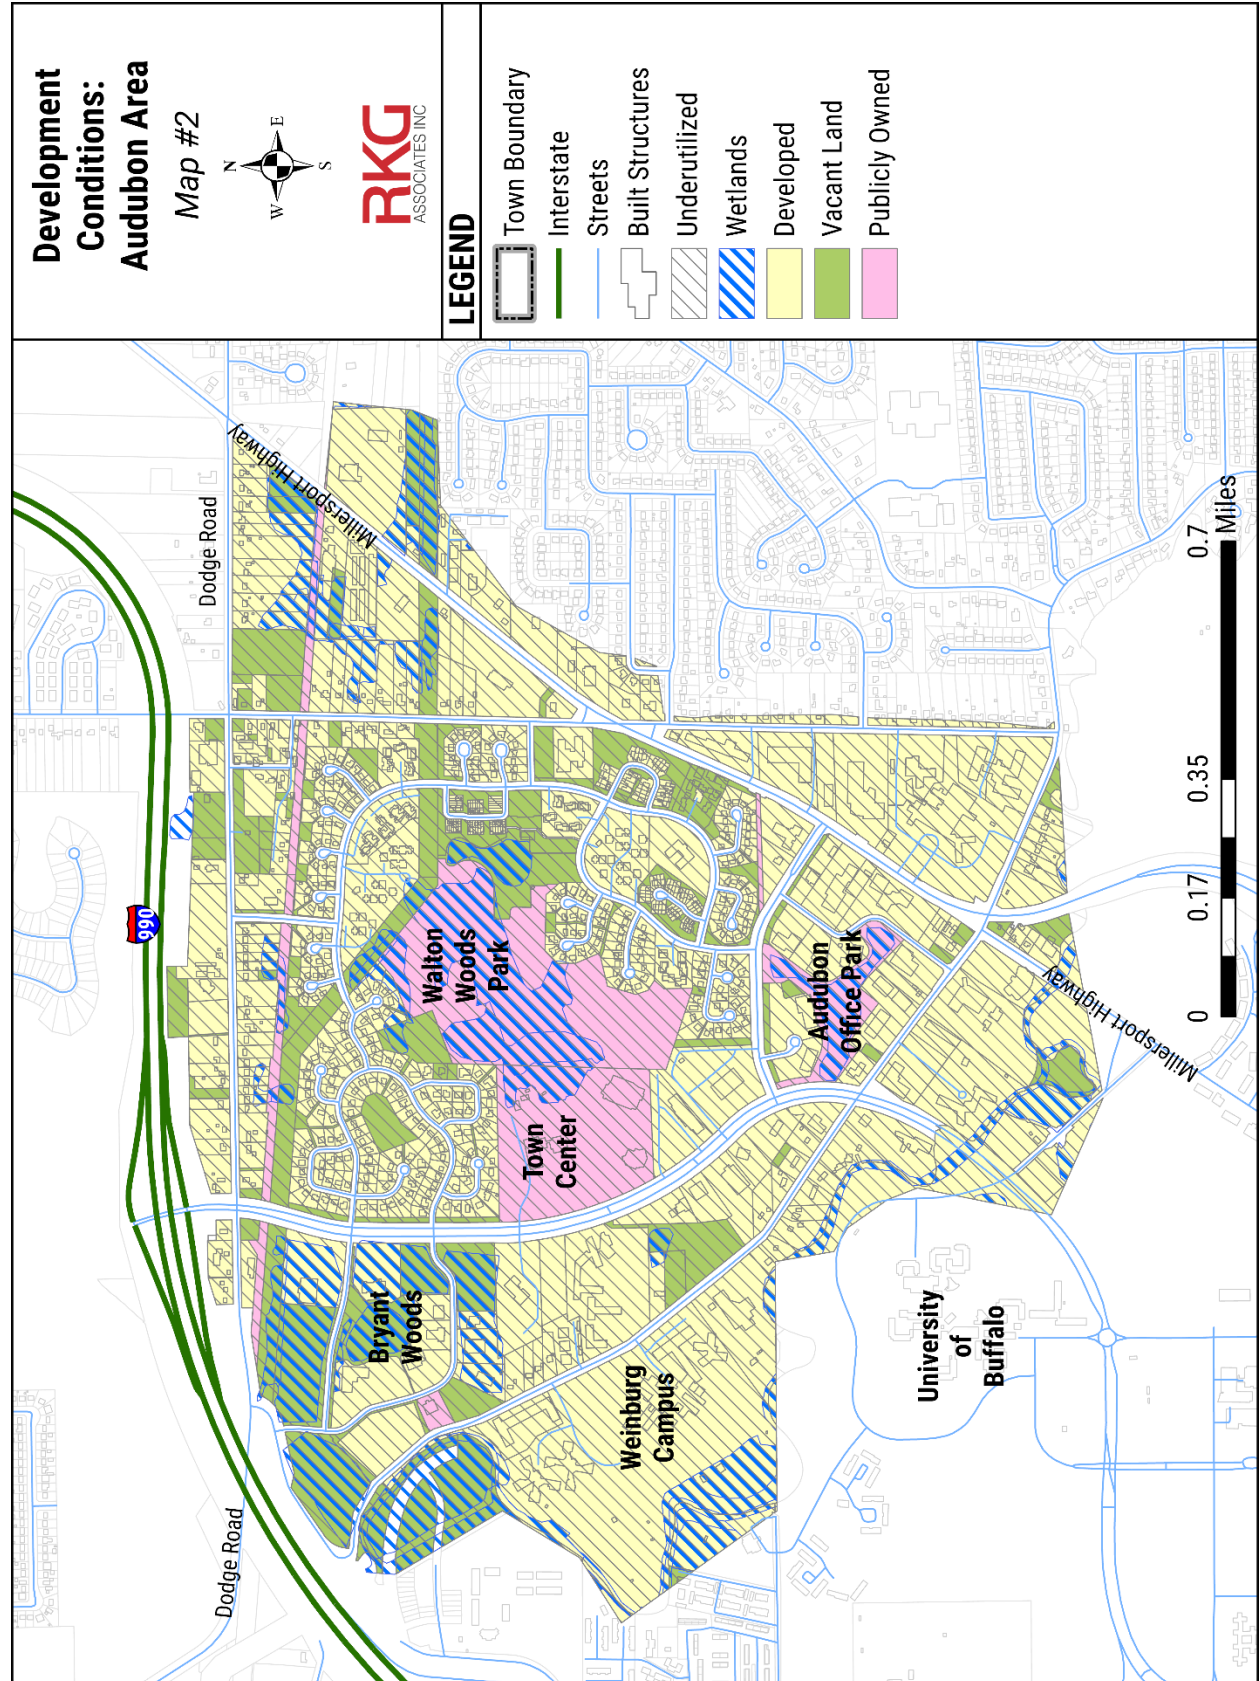 Development
Conditions:
Audubon Area
Map #2
N
W
E
S
RKG
ASSOCIATES INC
LEGEND
Town Boundary
Interstate
Streets
Built Structures
Underutilized
Wetlands
Developed
Vacant Land
Publicly Owned
990
Dodge Road
Millersport Highway
Walton
Woods
Park
Town
Center
Bryant
Woods
Dodge Road
Audubon
Office Park
Weinburg
Campus
University
of
Buffalo
Millersport Highway
0
0.17
0.35
0.7
Miles